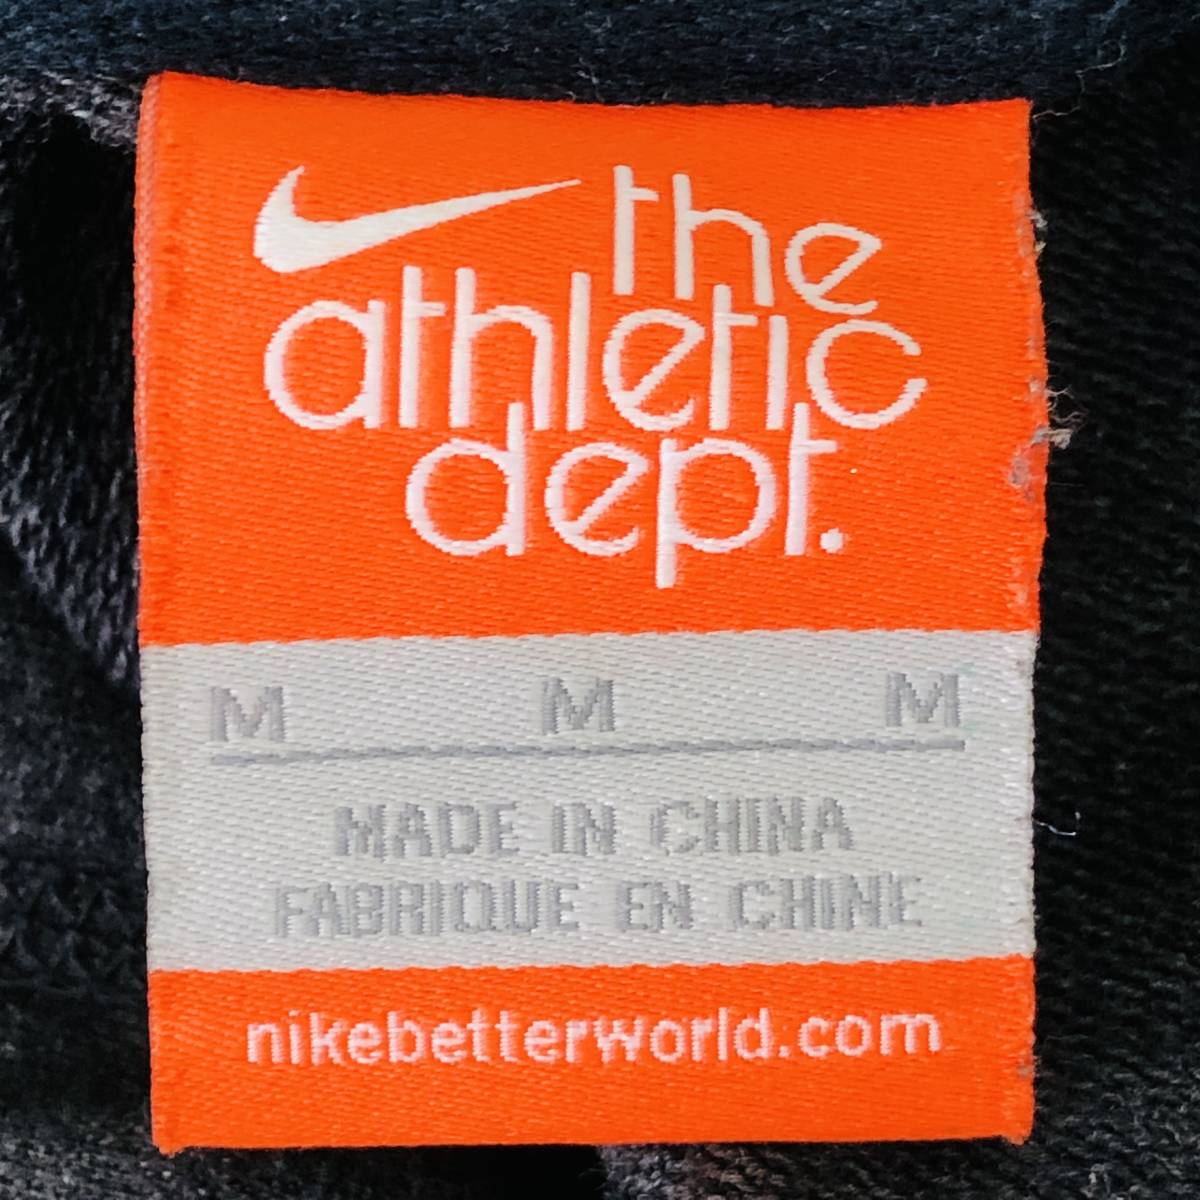 the
athletic
dept.
M M M
MADE IN CHINA
FABRIQUE EN CHINE
nikebetterworld.com